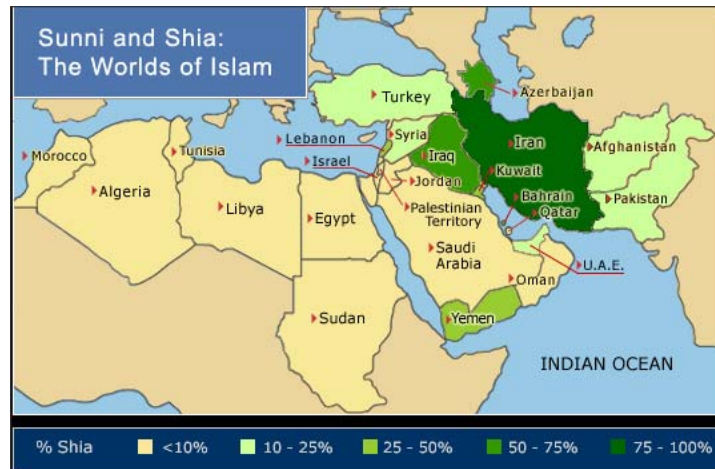 Sunni and Shia:
The Worlds of Islam
Turkey
Azerbaijan
Lebanon
Syria
Iran
Afghanistan
Morocco
Tunisia
Israel
Iraq
Kuwait
Algeria
Jordan
Bahrain
Pakistan
Libya
Egypt
Palestinian
Territory
Qatar
Saudi
Arabia
U.A.E.
Oman
Sudan
Yemen
INDIAN OCEAN
% Shia <10% 10 - 25% 25 - 50% 50 - 75% 75 - 100%